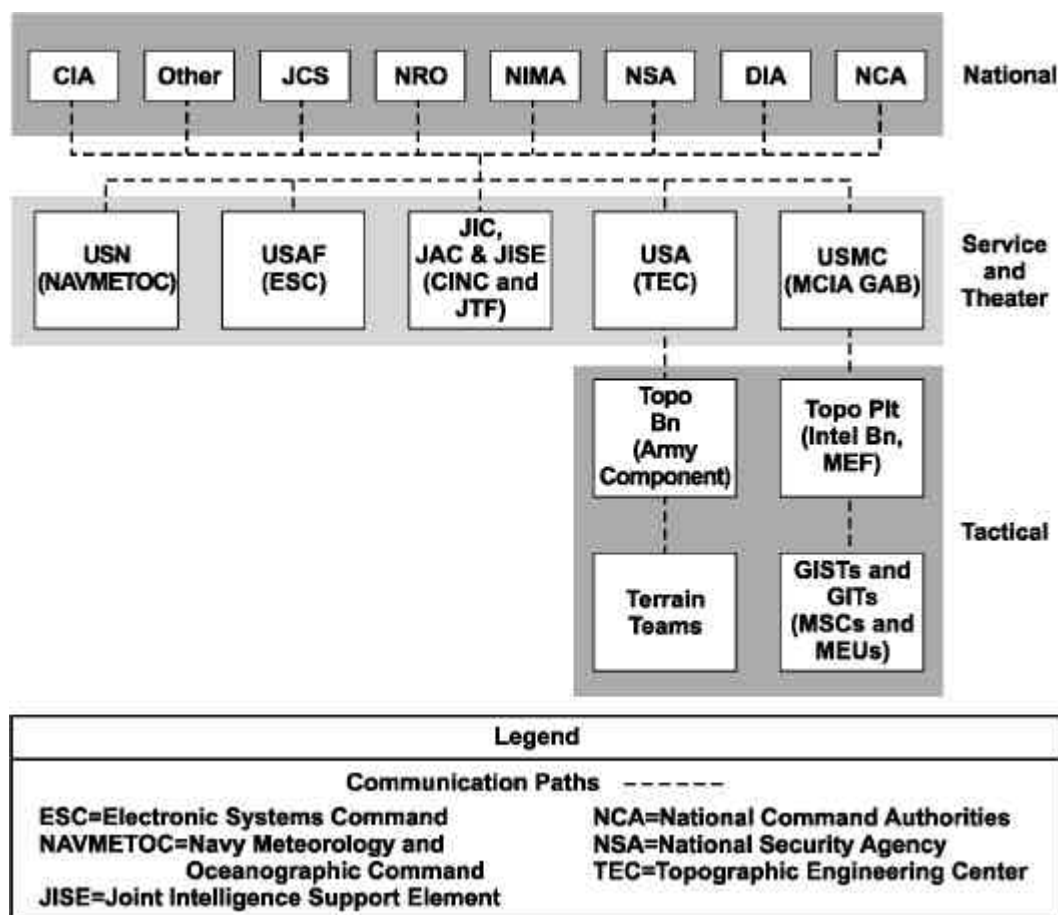 CIA Other JCS NRO NIMA NSA DIA NCA National
USN
(NAVMETOC)
USAF
(ESC)
JIC,
JAC & JISE
(CINC and
JTF)
USA
(TEC)
USMC
(MCIA GAB)
Service
and
Theater
Topo
Bn
(Army
Component)
Topo Plt
(Intel Bn,
MEF)
Tactical
Terrain
Teams
GISTs and
GITs
(MSCs and
MEUs)
Legend
Communication Paths
ESC=Electronic Systems Command
NAVMETOC=Navy Meteorology and
Oceanographic Command
JISE=Joint Intelligence Support Element
NCA=National Command Authorities
NSA=National Security Agency
TEC=Topographic Engineering Center